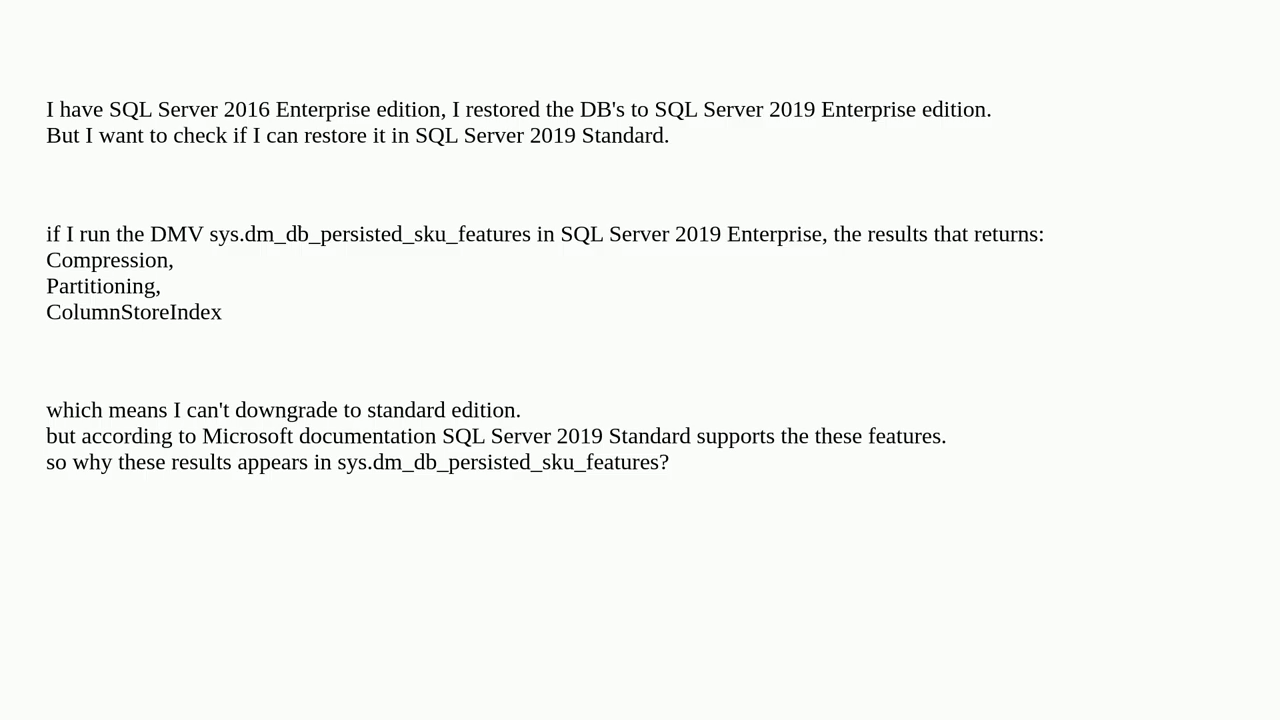 I have SQL Server 2016 Enterprise edition, I restored the DB's to SQL Server 2019 Enterprise edition.
But I want to check if I can restore it in SQL Server 2019 Standard.
if I run the DMV sys.dm_db_persisted_sku_features in SQL Server 2019 Enterprise, the results that returns:
Compression,
Partitioning,
ColumnStoreIndex
which means I can't downgrade to standard edition.
but according to Microsoft documentation SQL Server 2019 Standard supports the these features.
so why these results appears in sys.dm_db_persisted_sku_features?